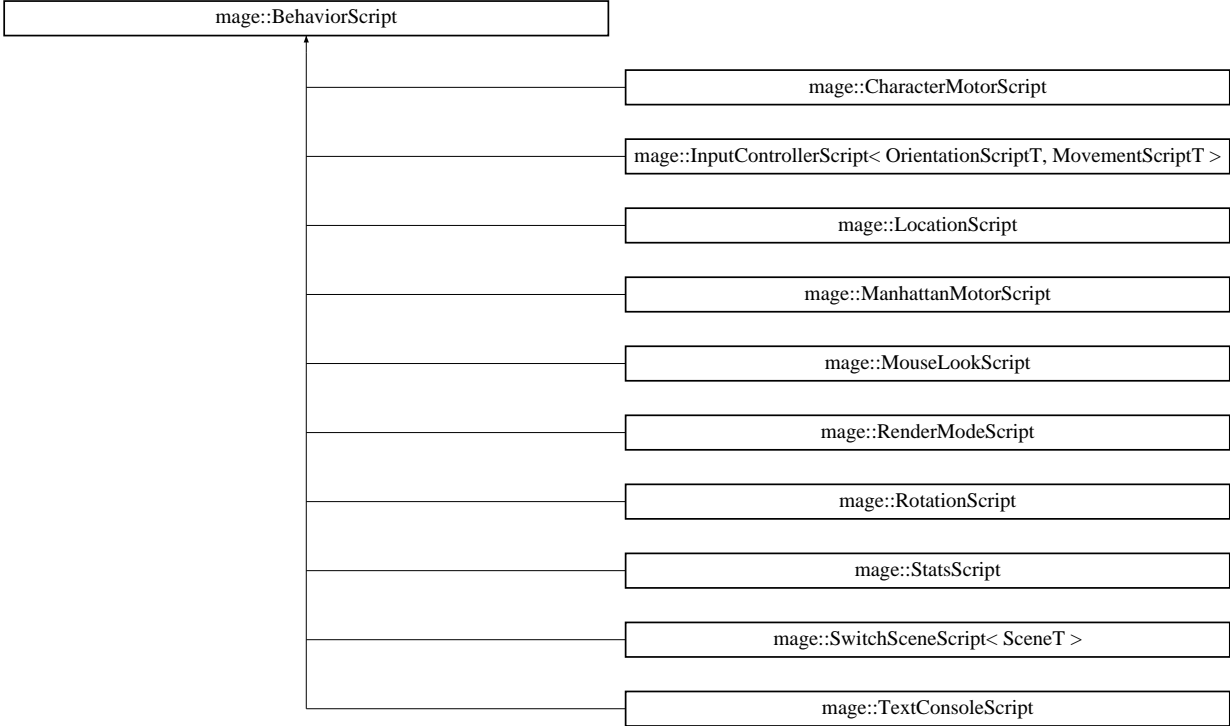 mage::BehaviorScript
mage::CharacterMotorScript
mage::InputControllerScript< OrientationScriptT, MovementScriptT >
mage::LocationScript
mage::ManhattanMotorScript
mage::MouseLookScript
mage::RenderModeScript
mage::RotationScript
mage::StatsScript
mage::SwitchSceneScript< SceneT >
mage::TextConsoleScript